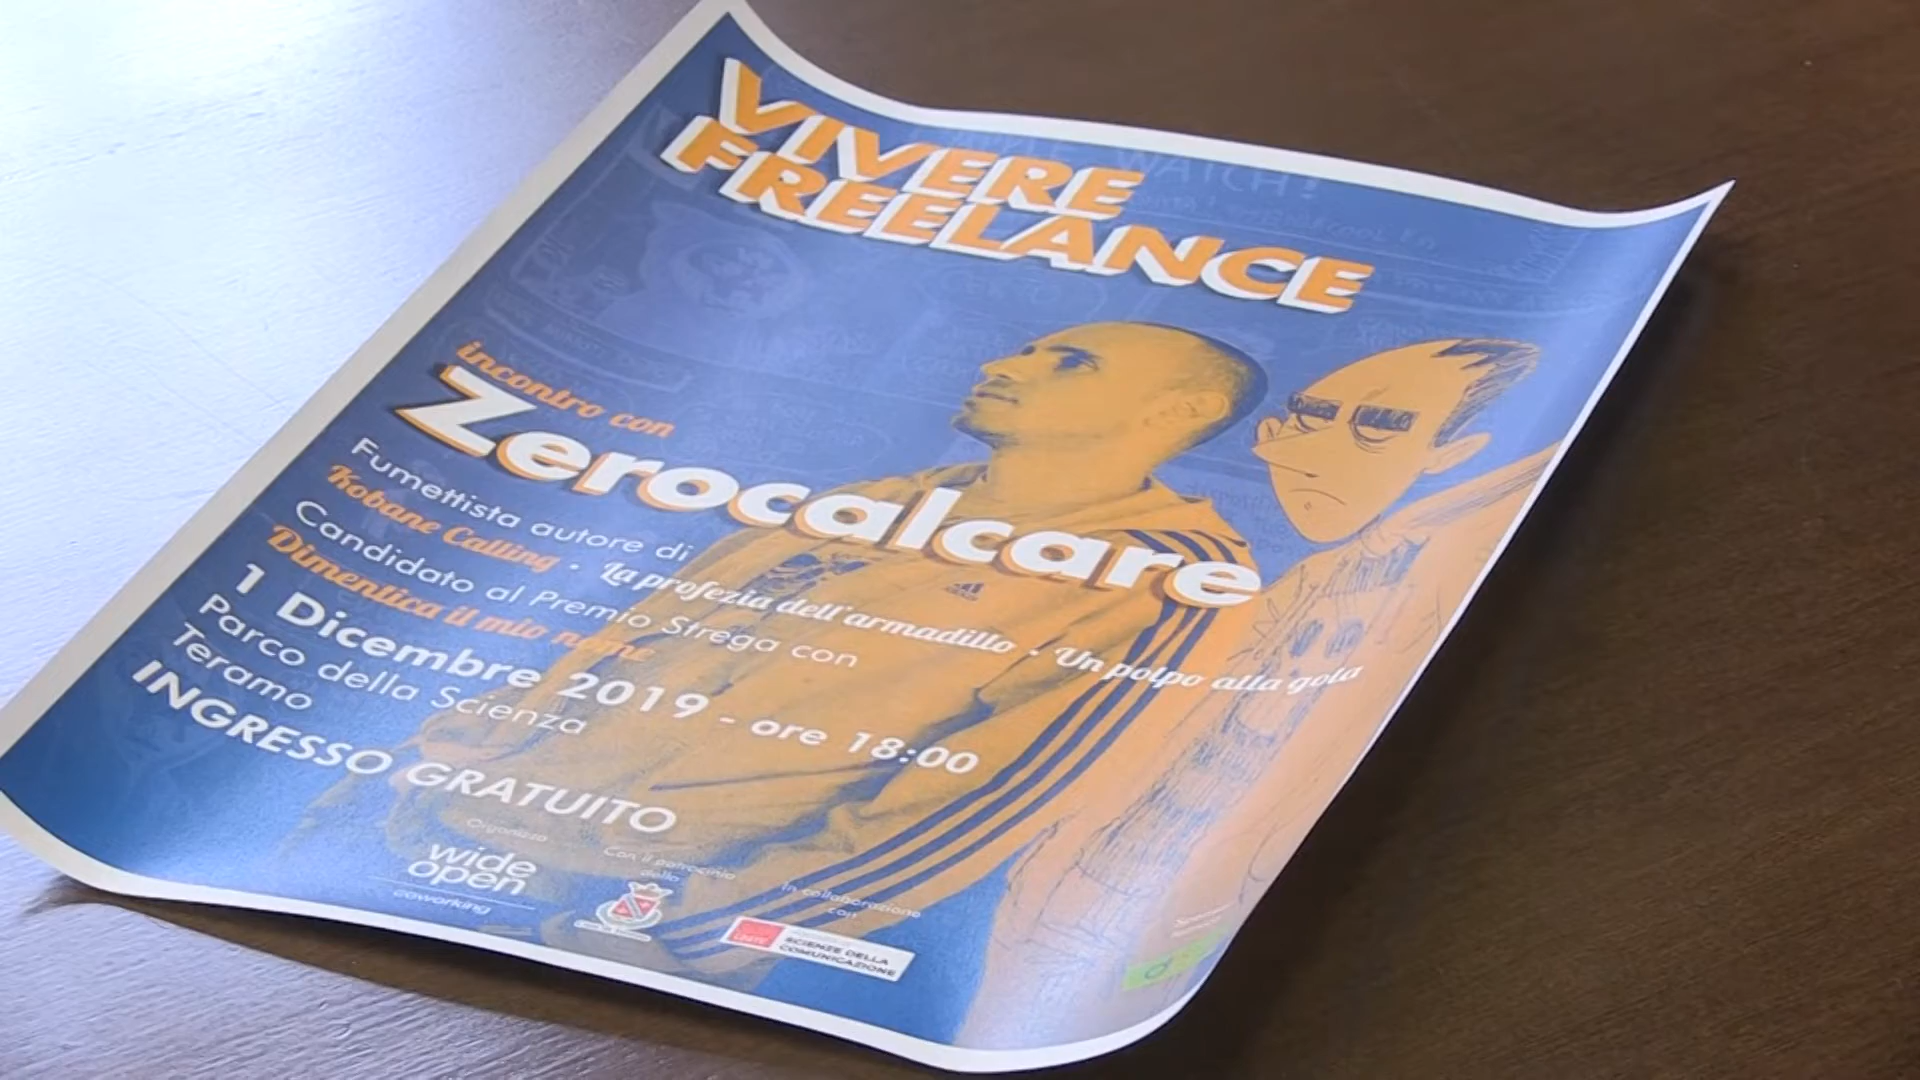 VIVERE
FREELANCE
incontro con
Zerocalcare
Fumettista autore di
Kobane Calling · La profezia dell'armadillo · Un polpo alla gola
Candidato al Premio Strega con
Dimentica il mio nome
1 Dicembre 2019 - ore 18:00
Parco della Scienza
Teramo
INGRESSO GRATUITO
Organizza
wide
open
coworking
Con il patrocinio
della
In collaborazione
con
SCIENZE DELLA
COMUNICAZIONE
adidas
WATCH!